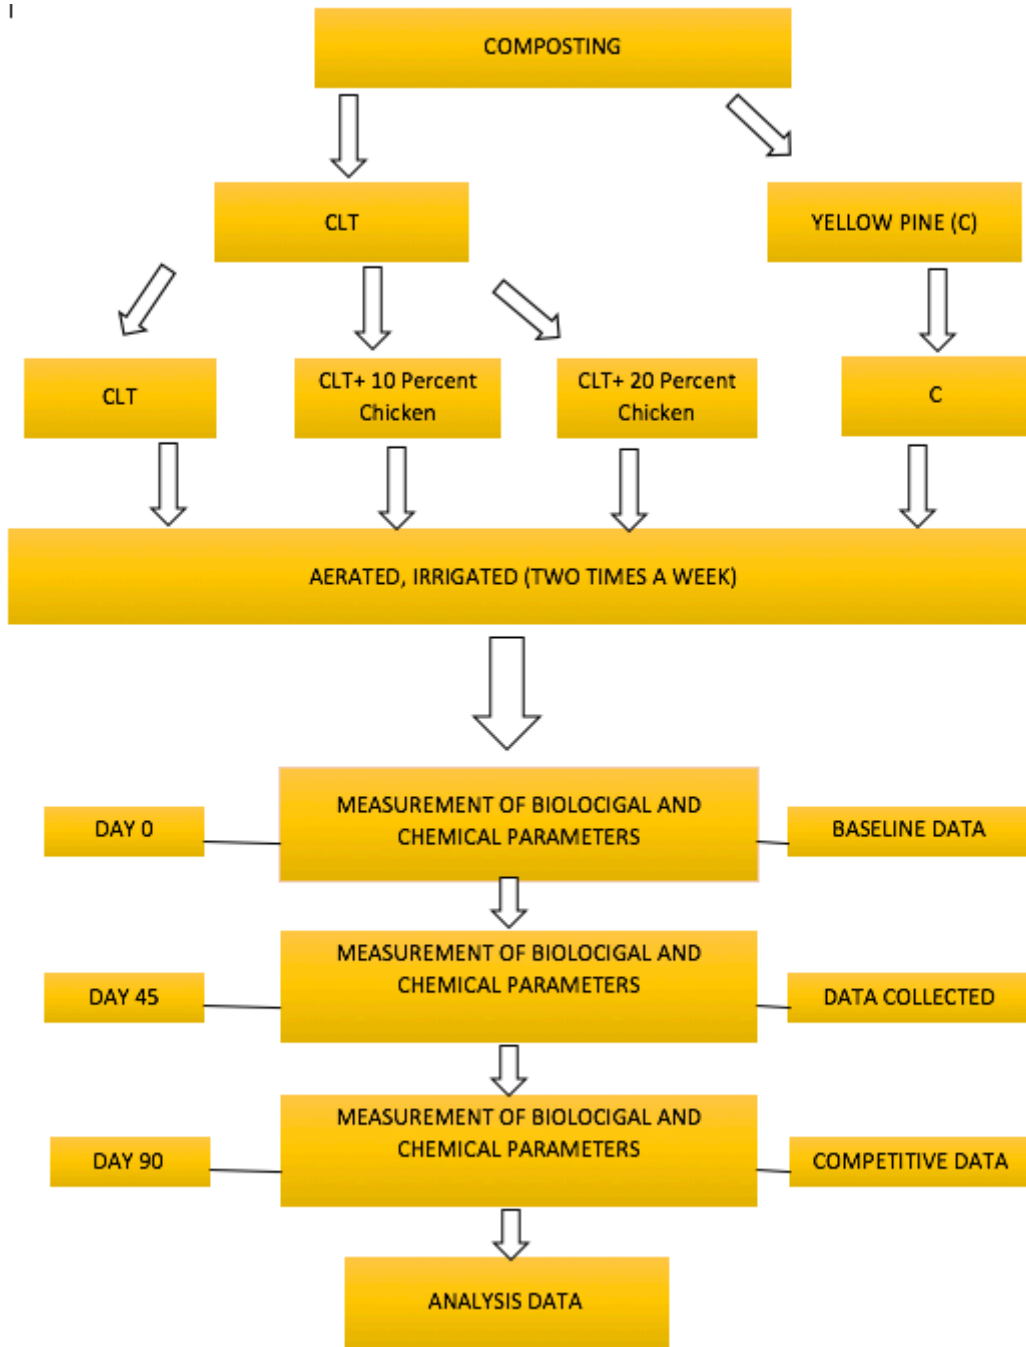 COMPOSTING
CLT
YELLOW PINE (C)
CLT
CLT+ 10 Percent
Chicken
CLT+ 20 Percent
Chicken
C
AERATED, IRRIGATED (TWO TIMES A WEEK)
DAY 0
MEASUREMENT OF BIOLOCIGAL AND
CHEMICAL PARAMETERS
BASELINE DATA
DAY 45
MEASUREMENT OF BIOLOCIGAL AND
CHEMICAL PARAMETERS
DATA COLLECTED
DAY 90
MEASUREMENT OF BIOLOCIGAL AND
CHEMICAL PARAMETERS
COMPETITIVE DATA
ANALYSIS DATA